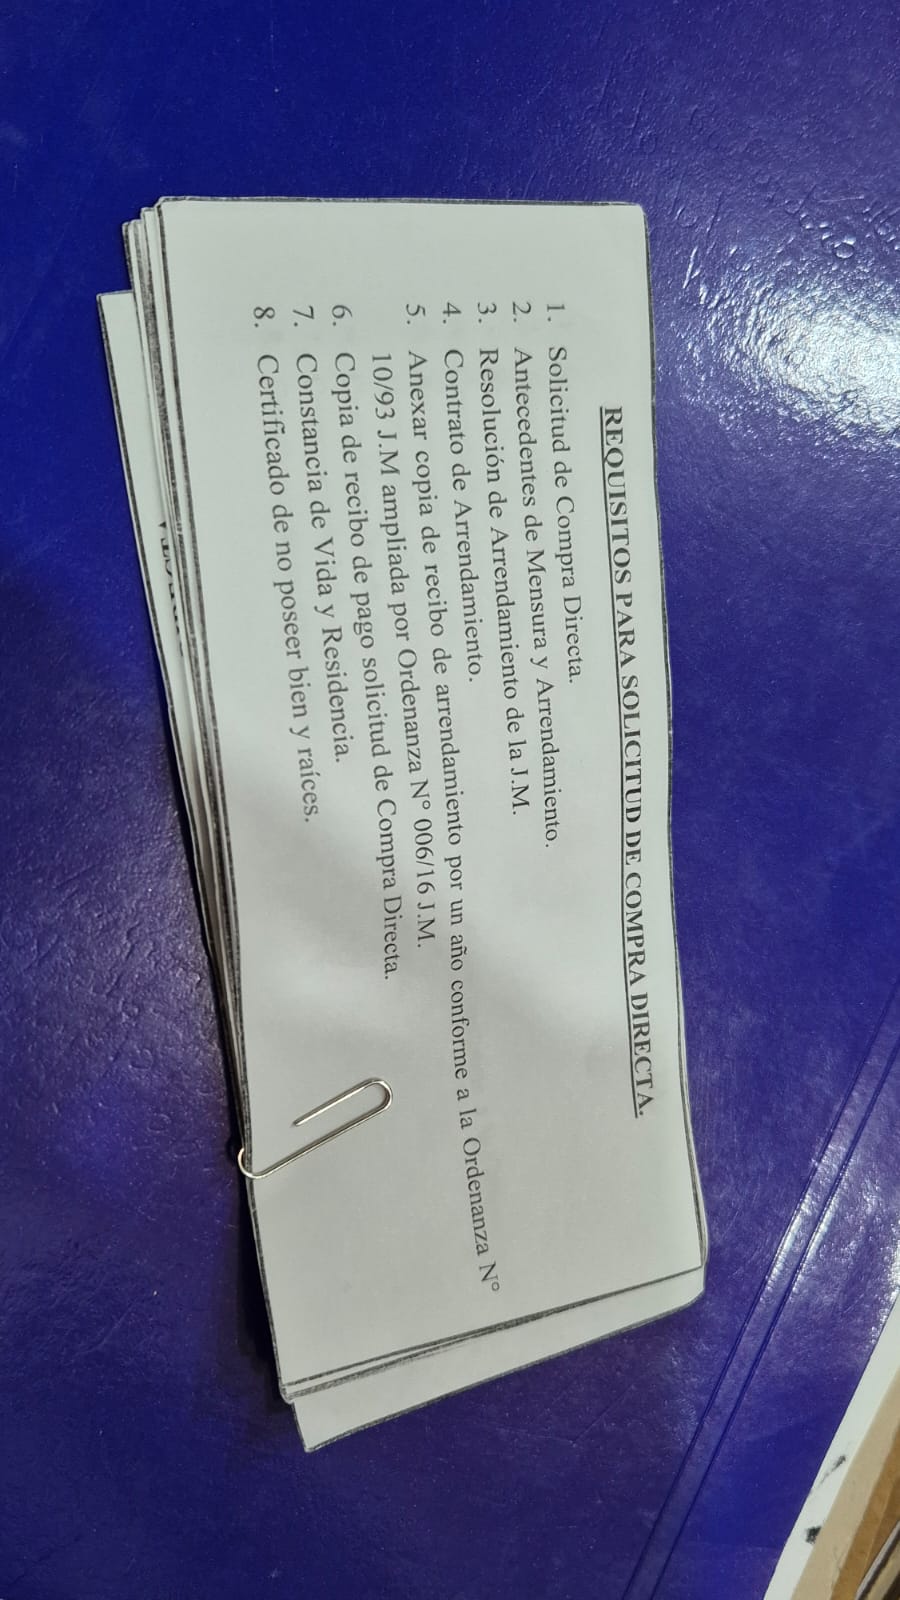 REQUISITOS PARA SOLICITUD DE COMPRA DIRECTA.
1. Solicitud de Compra Directa.
2. Antecedentes de Mensura y Arrendamiento.
3. Resolución de Arrendamiento de la J.M.
4. Contrato de Arrendamiento.
5. Anexar copia de recibo de arrendamiento por un año conforme a la Ordenanza N°
10/93 J.M ampliada por Ordenanza N° 006/16 J.M.
6. Copia de recibo de pago solicitud de Compra Directa.
7. Constancia de Vida y Residencia.
8. Certificado de no poseer bien y raíces.